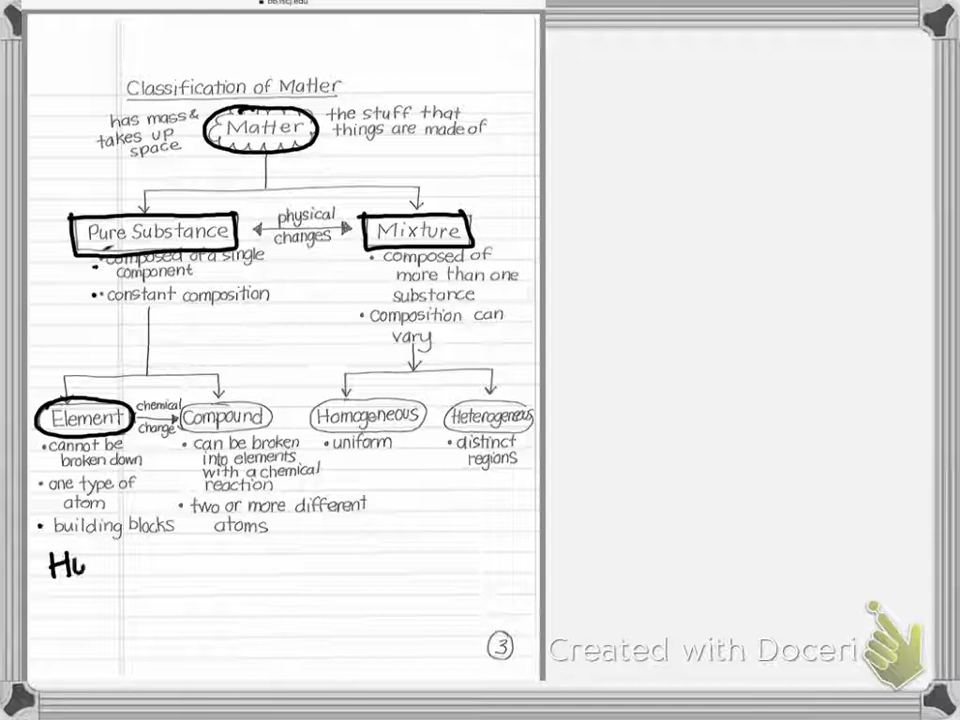 Classification of Matter
has mass &
takes up
space
Matter
the stuff that
things are made of
Pure Substance
physical
changes
Mixture
• composed of a single
component
• constant composition
• composed of
more than one
substance
• composition can
vary
Element
chemical
change
Compound
Homogeneous
Heterogeneous
• cannot be
broken down
• one type of
atom
• building blocks
• can be broken
into elements
with a chemical
reaction
• two or more different
atoms
• uniform
• distinct
regions
3
Created with Doceri